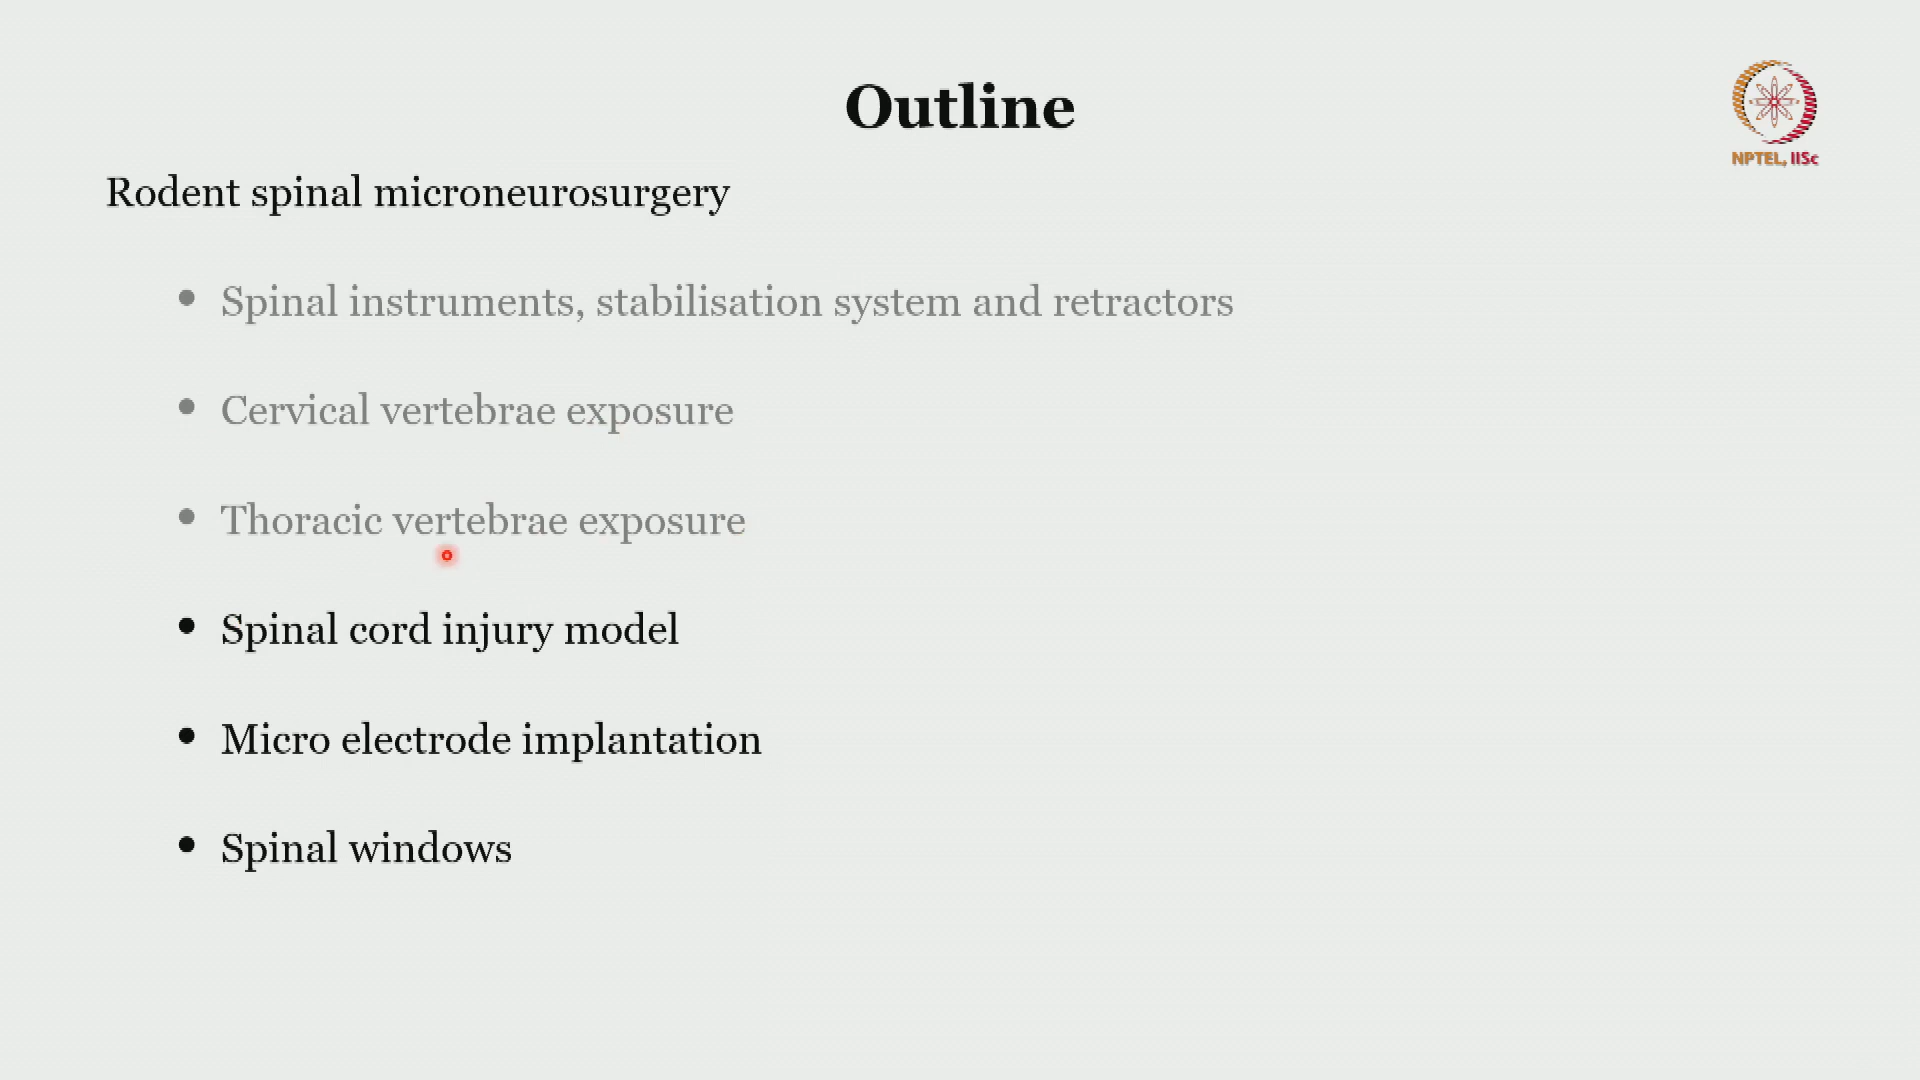 Outline
NPTEL, IISc
Rodent spinal microneurosurgery
• Spinal instruments, stabilisation system and retractors
• Cervical vertebrae exposure
• Thoracic vertebrae exposure
• Spinal cord injury model
• Micro electrode implantation
• Spinal windows